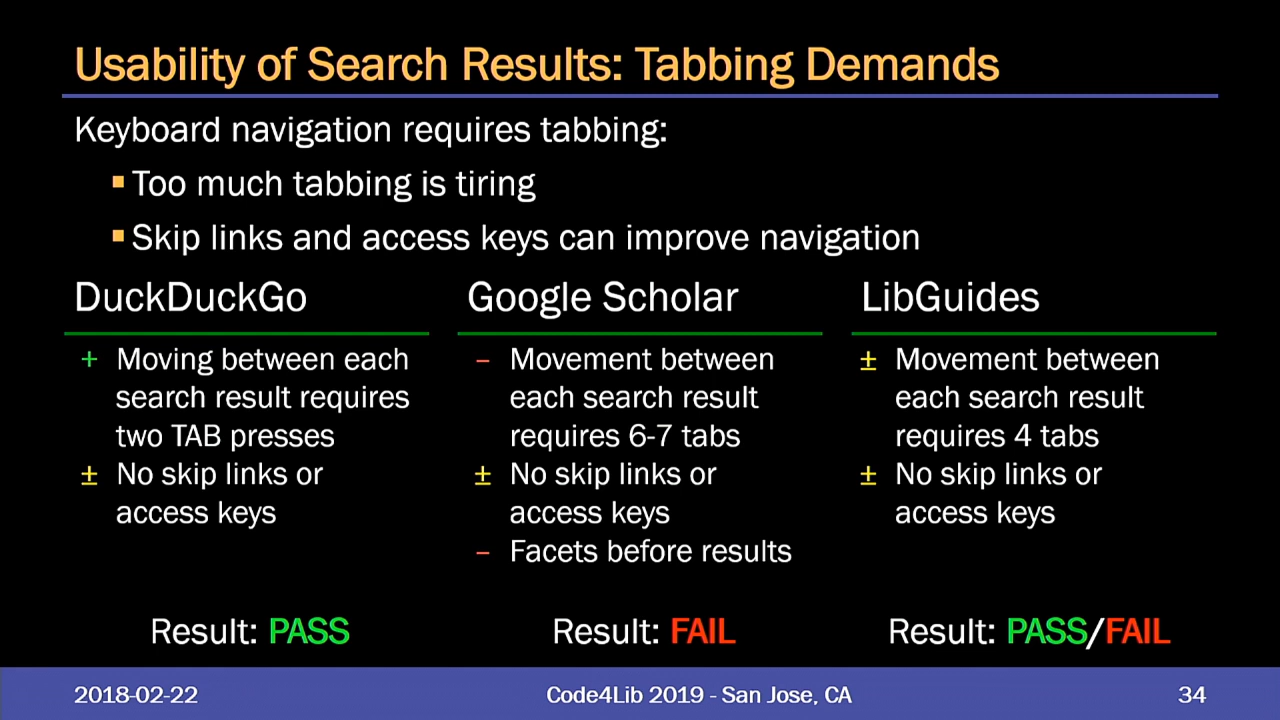 Usability of Search Results: Tabbing Demands
Keyboard navigation requires tabbing:
▪ Too much tabbing is tiring
▪ Skip links and access keys can improve navigation
DuckDuckGo
+ Moving between each
search result requires
two TAB presses
± No skip links or
access keys
Result: PASS
Google Scholar
– Movement between
each search result
requires 6-7 tabs
± No skip links or
access keys
– Facets before results
Result: FAIL
LibGuides
± Movement between
each search result
requires 4 tabs
± No skip links or
access keys
Result: PASS/FAIL
2018-02-22
Code4Lib 2019 - San Jose, CA
34